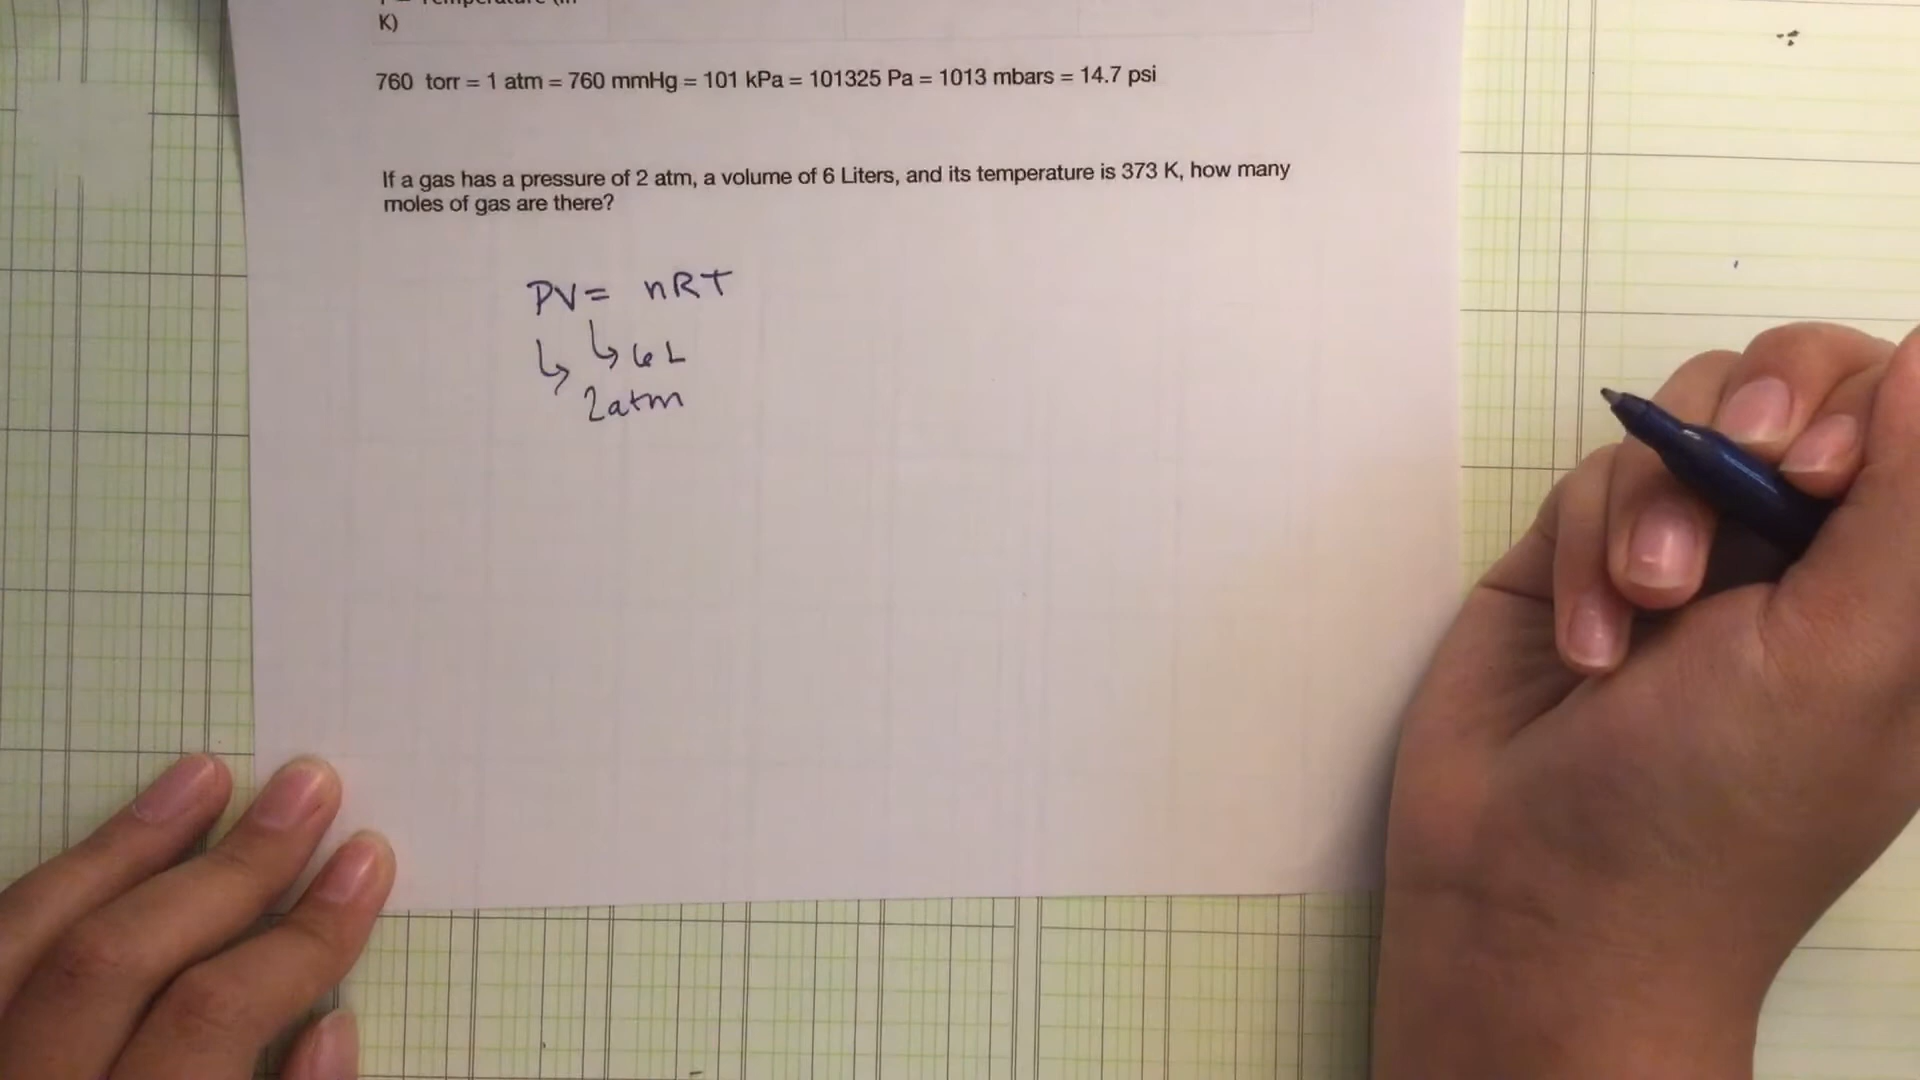 K)
760 torr = 1 atm = 760 mmHg = 101 kPa = 101325 Pa = 1013 mbars = 14.7 psi
If a gas has a pressure of 2 atm, a volume of 6 Liters, and its temperature is 373 K, how many
moles of gas are there?
PV = nRT
6 L
2atm